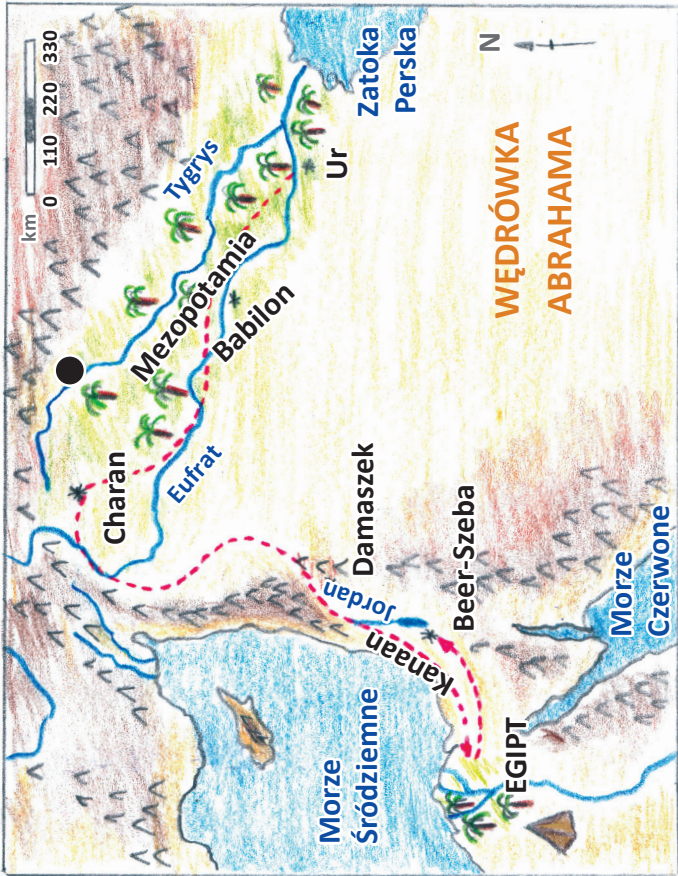 km
0 110 220 330
N
Tygrys
Mezopotamia
Charan
Eufrat
Babilon
Ur
Zatoka
Perska
WĘDRÓWKA
ABRAHAMA
Damaszek
Jordan
Kanaan
Beer-Szeba
Morze
Śródziemne
EGIPT
Morze
Czerwone